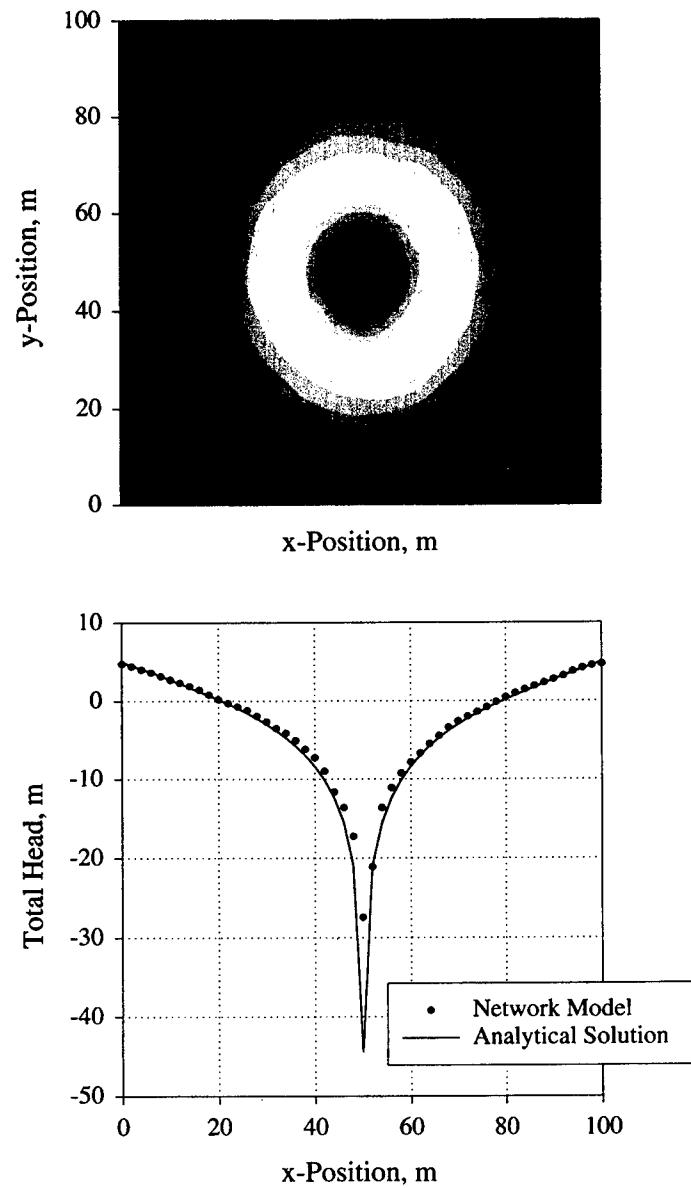 100
80
60
40
20
0
y-Position, m
x-Position, m
10
0
-10
-20
-30
-40
-50
Total Head, m
Network Model
Analytical Solution
0 20 40 60 80 100
x-Position, m